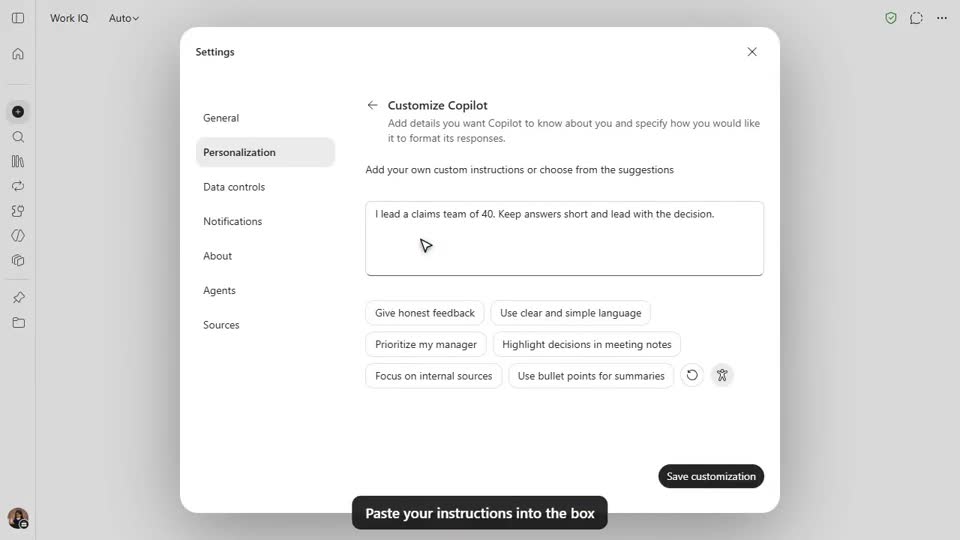 Work IQ
Auto
Settings
General
Personalization
Data controls
Notifications
About
Agents
Sources
Customize Copilot
Add details you want Copilot to know about you and specify how you would like
it to format its responses.
Add your own custom instructions or choose from the suggestions
I lead a claims team of 40. Keep answers short and lead with the decision.
Give honest feedback
Use clear and simple language
Prioritize my manager
Highlight decisions in meeting notes
Focus on internal sources
Use bullet points for summaries
Save customization
Paste your instructions into the box